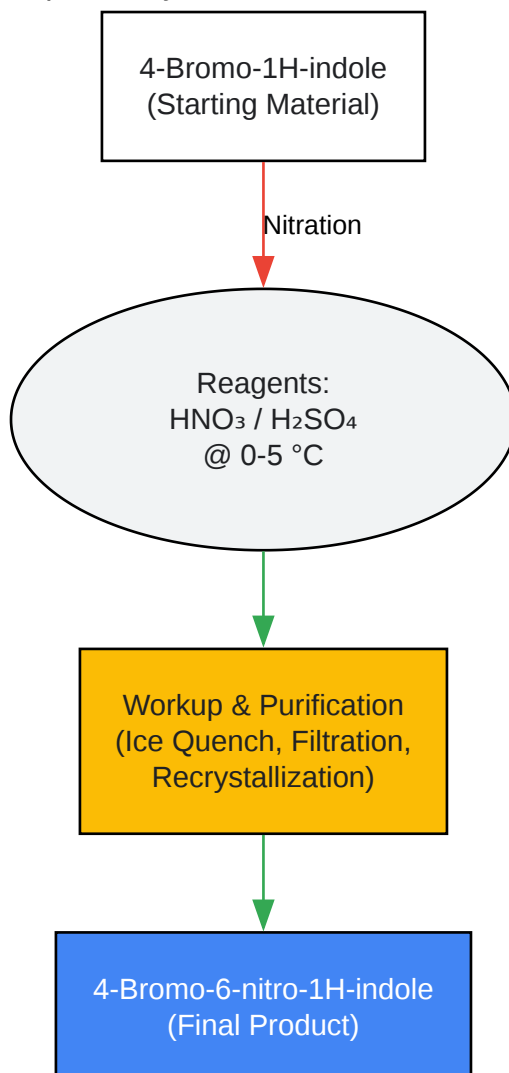 4-Bromo-1H-indole
(Starting Material)
Nitration
Reagents:
HNO₃ / H₂SO₄
@ 0-5 °C
Workup & Purification
(Ice Quench, Filtration,
Recrystallization)
4-Bromo-6-nitro-1H-indole
(Final Product)